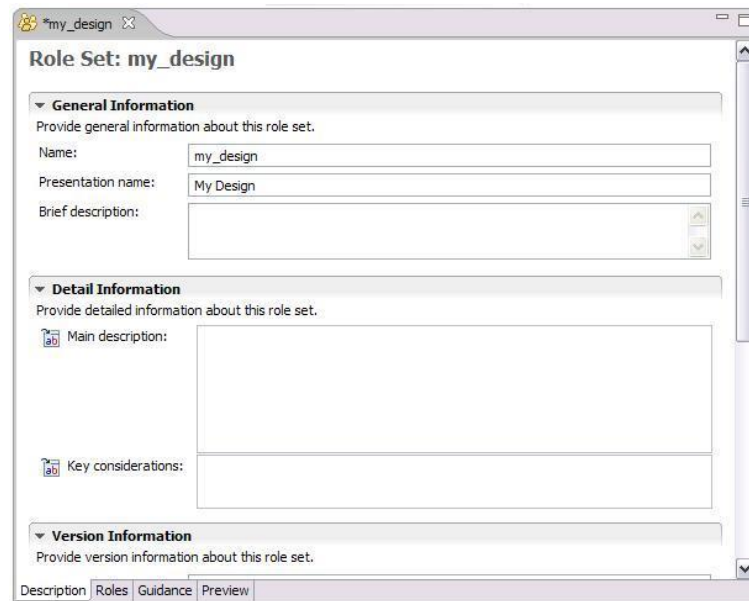 *my_design
Role Set: my_design
General Information
Provide general information about this role set.
Name: my_design
Presentation name: My Design
Brief description:
Detail Information
Provide detailed information about this role set.
Main description:
Key considerations:
Version Information
Provide version information about this role set.
Description Roles Guidance Preview